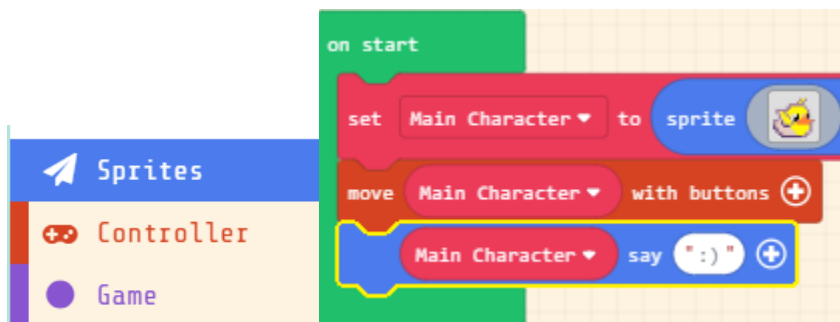 Sprites
Controller
Game
on start
set Main Character to sprite
move Main Character with buttons
Main Character say ":)"